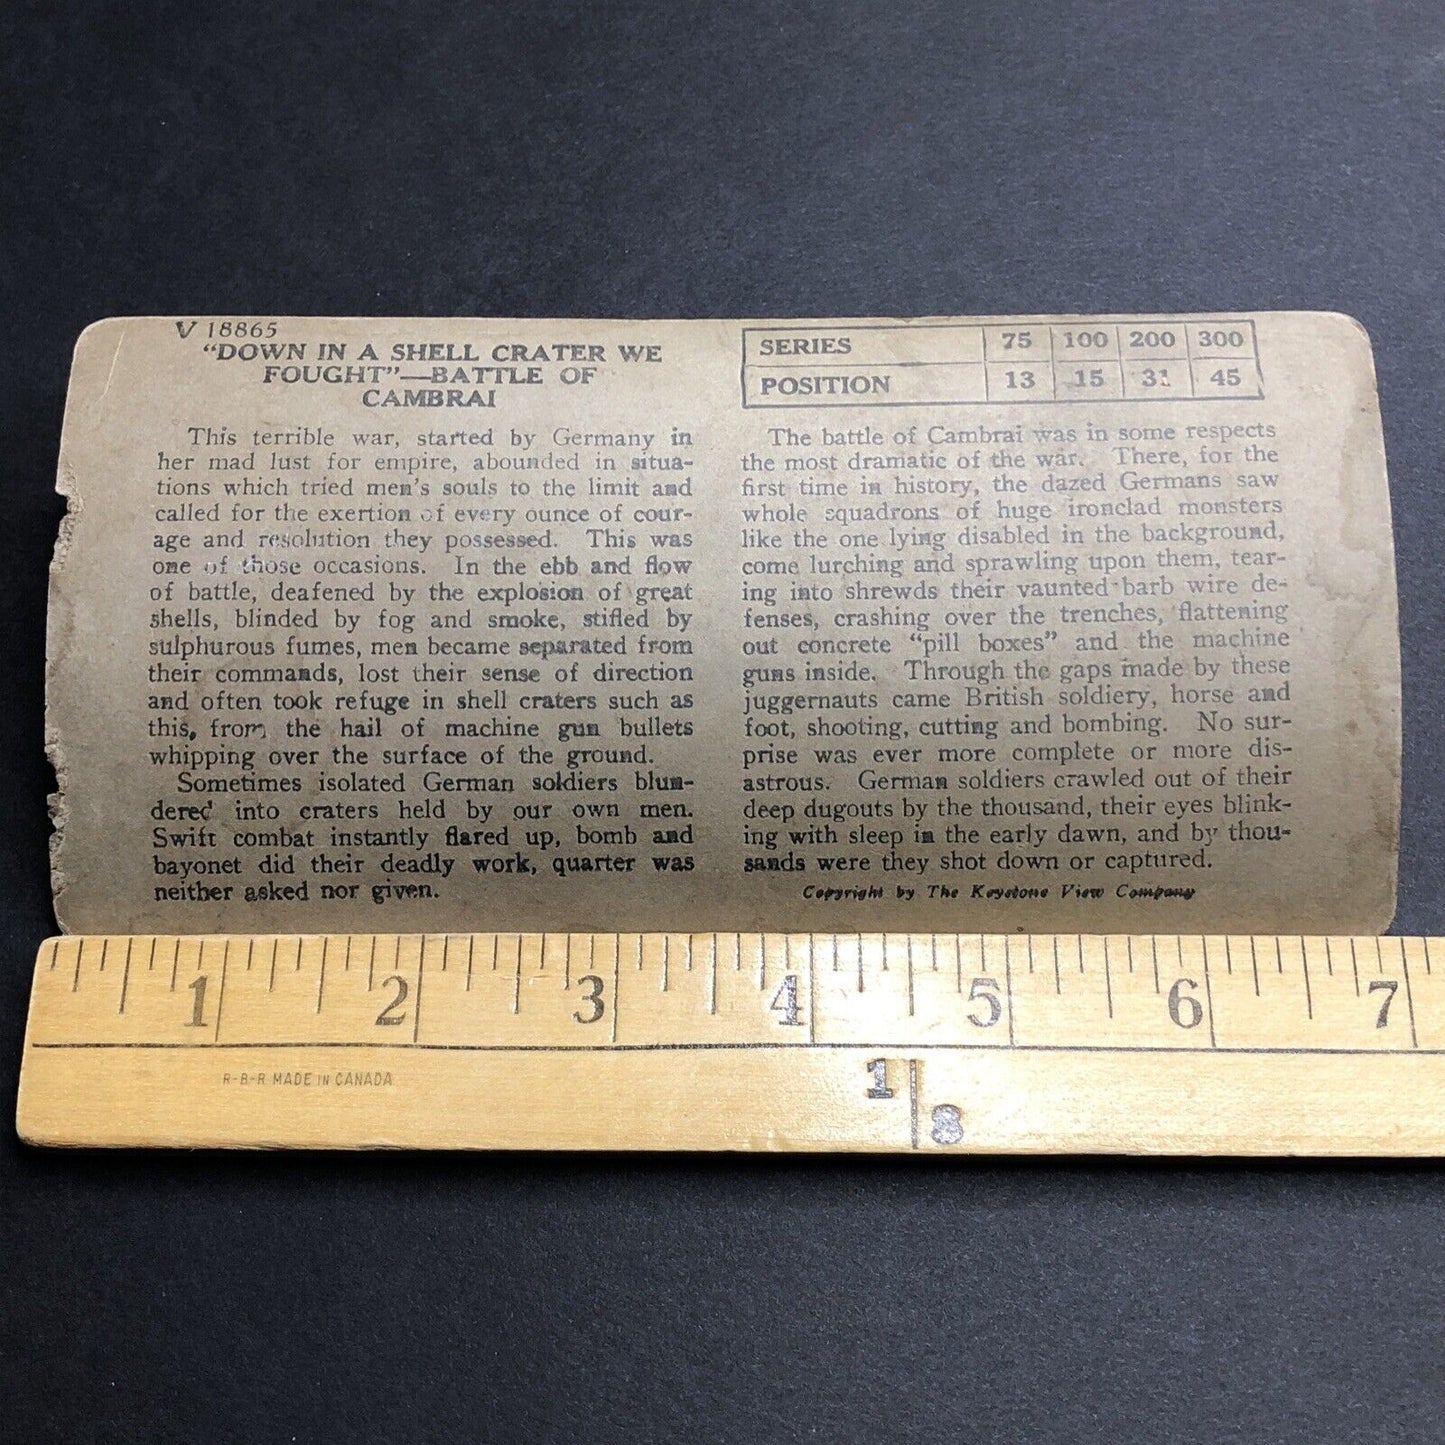 V 18865
"DOWN IN A SHELL CRATER WE
FOUGHT"—BATTLE OF
CAMBRAI
This terrible war, started by Germany in
her mad lust for empire, abounded in situa-
tions which tried men's souls to the limit and
called for the exertion of every ounce of cour-
age and resolution they possessed. This was
one of those occasions. In the ebb and flow
of battle, deafened by the explosion of great
shells, blinded by fog and smoke, stifled by
sulphurous fumes, men became separated from
their commands, lost their sense of direction
and often took refuge in shell craters such as
this, from the hail of machine gun bullets
whipping over the surface of the ground.
Sometimes isolated German soldiers blun-
dered into craters held by our own men.
Swift combat instantly flared up, bomb and
bayonet did their deadly work, quarter was
neither asked nor given.
SERIES 75 100 200 300
POSITION 13 15 31 45
The battle of Cambrai was in some respects
the most dramatic of the war. There, for the
first time in history, the dazed Germans saw
whole squadrons of huge ironclad monsters
like the one lying disabled in the background,
come lurching and sprawling upon them, tear-
ing into shrewds their vaunted barb wire de-
fenses, crashing over the trenches, flattening
out concrete "pill boxes" and the machine
guns inside. Through the gaps made by these
juggernauts came British soldiery, horse and
foot, shooting, cutting and bombing. No sur-
prise was ever more complete or more dis-
astrous. German soldiers crawled out of their
deep dugouts by the thousand, their eyes blink-
ing with sleep in the early dawn, and by thou-
sands were they shot down or captured.
Copyright by The Keystone View Company
1 2 3 4 5 6 7
R-B-R MADE IN CANADA
1
8